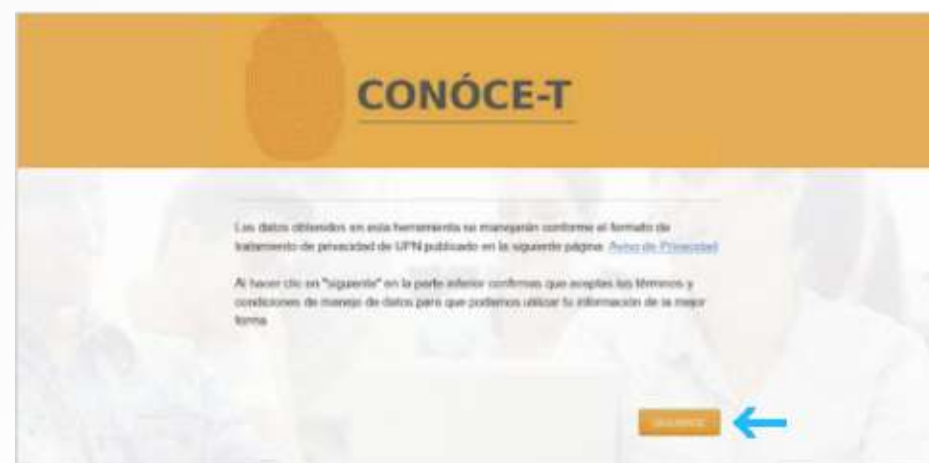 CONÓCE-T
Los datos obtenidos en esta herramienta se manejarán conforme el formato de
tratamiento de privacidad de UPN publicado en la siguiente página: Aviso de Privacidad
Al hacer clic en "siguiente" en la parte inferior confirmas que aceptas los términos y
condiciones de manejo de datos para que podamos utilizar tu información de la mejor
forma
SIGUIENTE